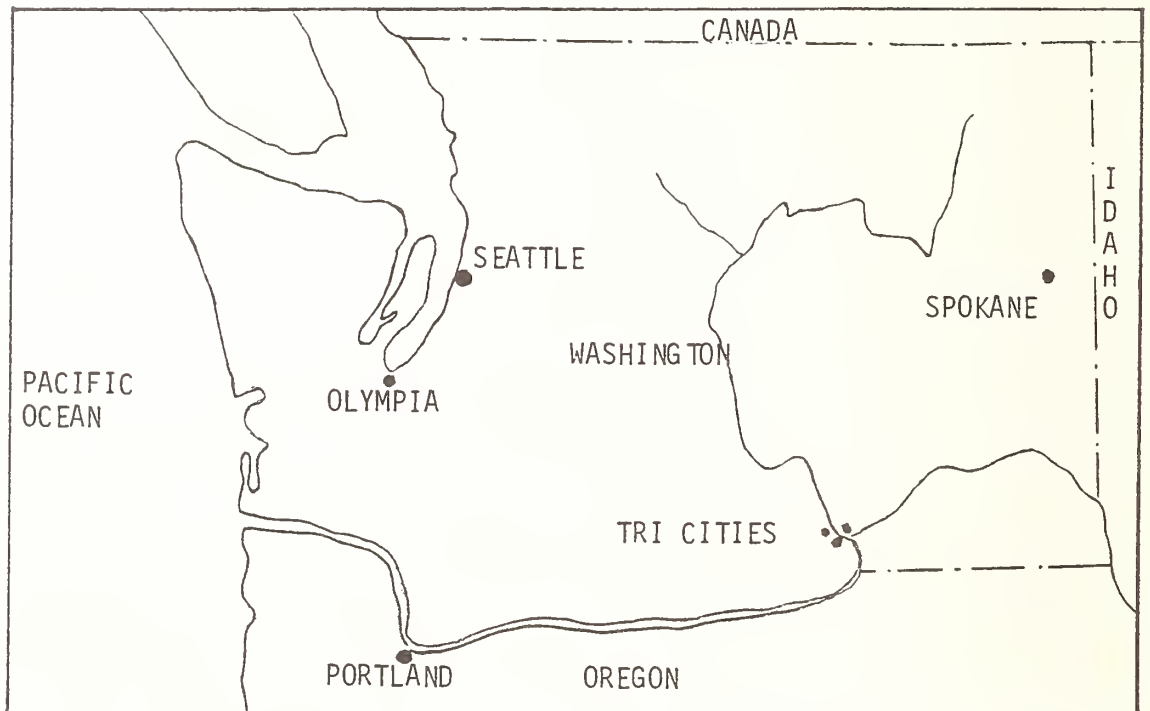 CANADA
IDAHO
SEATTLE
SPOKANE
WASHINGTON
PACIFIC
OCEAN
OLYMPIA
TRI CITIES
PORTLAND
OREGON